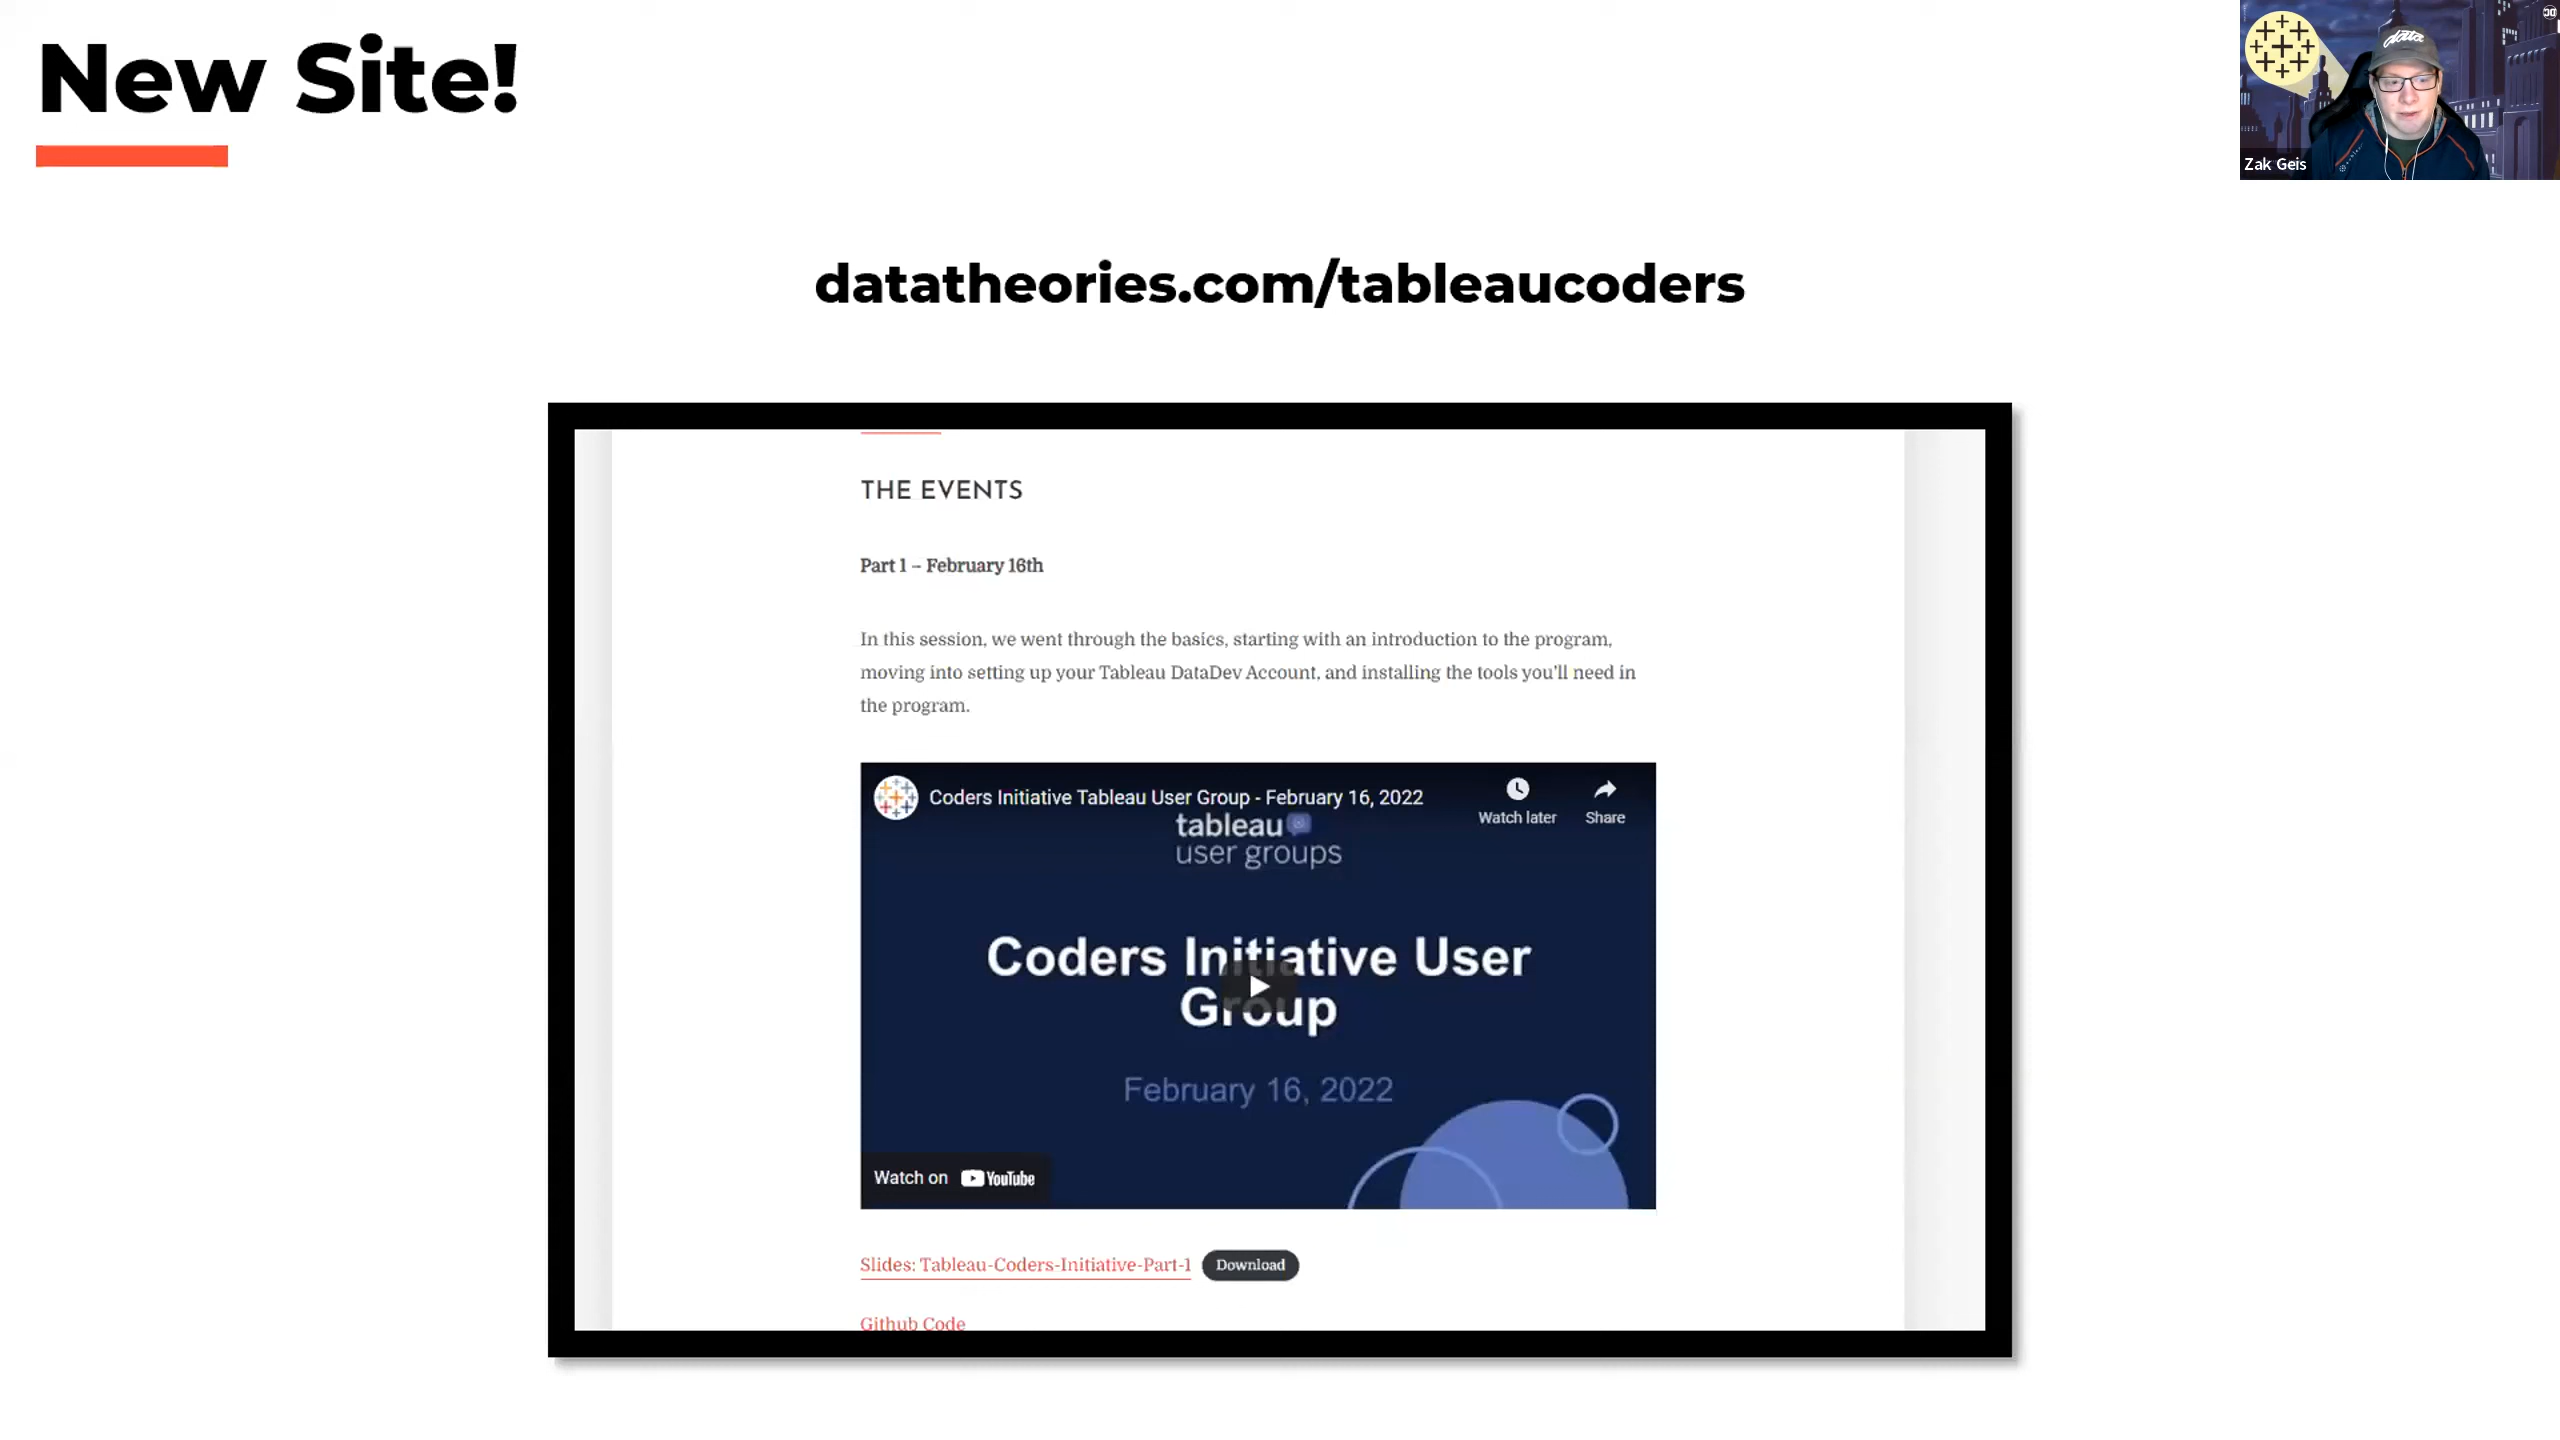 New Site!
data
Zak Geis
datatheories.com/tableaucoders
THE EVENTS
Part 1 – February 16th
In this session, we went through the basics, starting with an introduction to the program,
moving into setting up your Tableau DataDev Account, and installing the tools you'll need in
the program.
Coders Initiative Tableau User Group - February 16, 2022
Watch later
Share
tableau
user groups
Coders Initiative User
Group
February 16, 2022
Watch on YouTube
Slides: Tableau-Coders-Initiative-Part-1
Download
Github Code